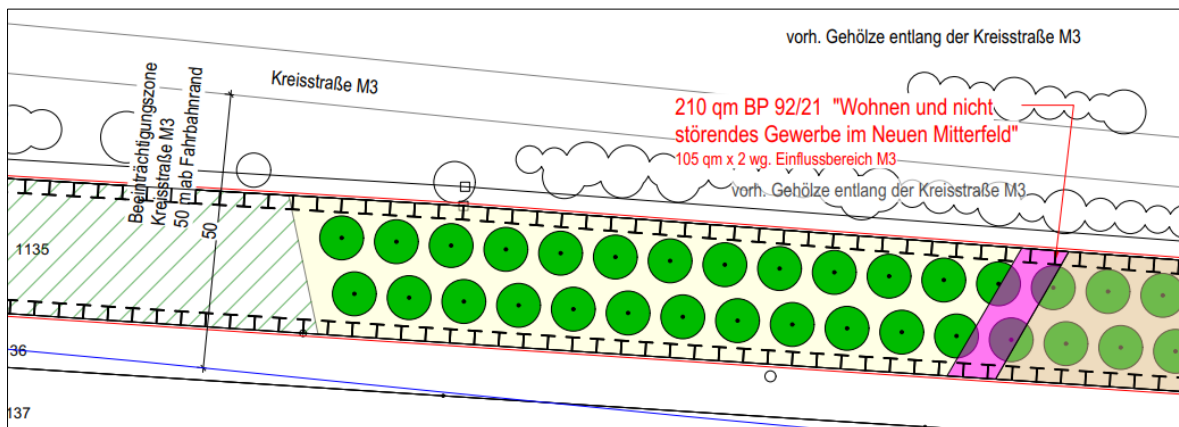 vorh. Gehölze entlang der Kreisstraße M3
Kreisstraße M3
Beeinträchtigungszone
Kreisstraße M3
50 m ab Fahrbahnrand
50
210 qm BP 92/21 "Wohnen und nicht
störendes Gewerbe im Neuen Mitterfeld"
105 qm x 2 wg. Einflussbereich M3
vorh. Gehölze entlang der Kreisstraße M3
1135
36
137